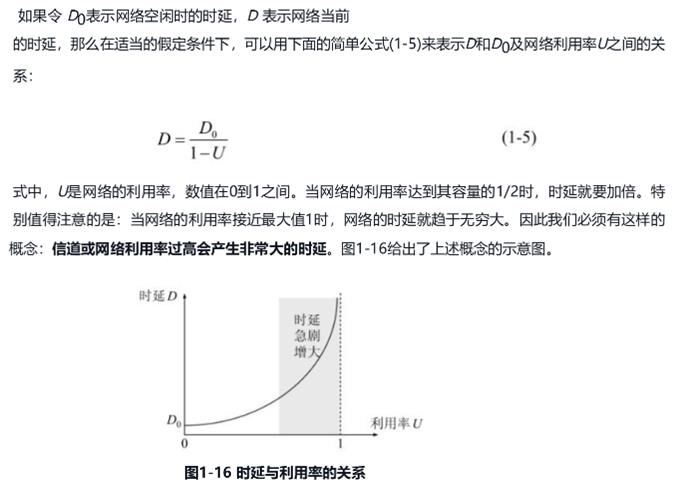 如果令 D0表示网络空闲时的时延，D 表示网络当前
的时延，那么在适当的假定条件下，可以用下面的简单公式(1-5)来表示D和D0及网络利用率U之间的关
系：
D = D0 / (1−U) (1-5)
式中，U是网络的利用率，数值在0到1之间。当网络的利用率达到其容量的1/2时，时延就要加倍。特
别值得注意的是：当网络的利用率接近最大值1时，网络的时延就趋于无穷大。因此我们必须有这样的
概念：信道或网络利用率过高会产生非常大的时延。图1-16给出了上述概念的示意图。
时延 D
时延
急剧
增大
D0
利用率 U
0
1
图1-16 时延与利用率的关系